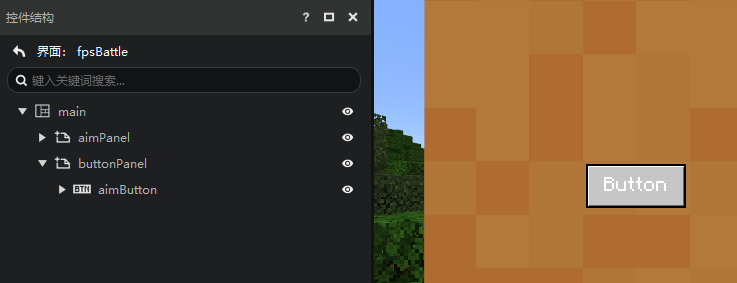 控件结构
界面： fpsBattle
键入关键词搜索...
main
aimPanel
buttonPanel
BTN aimButton
Button